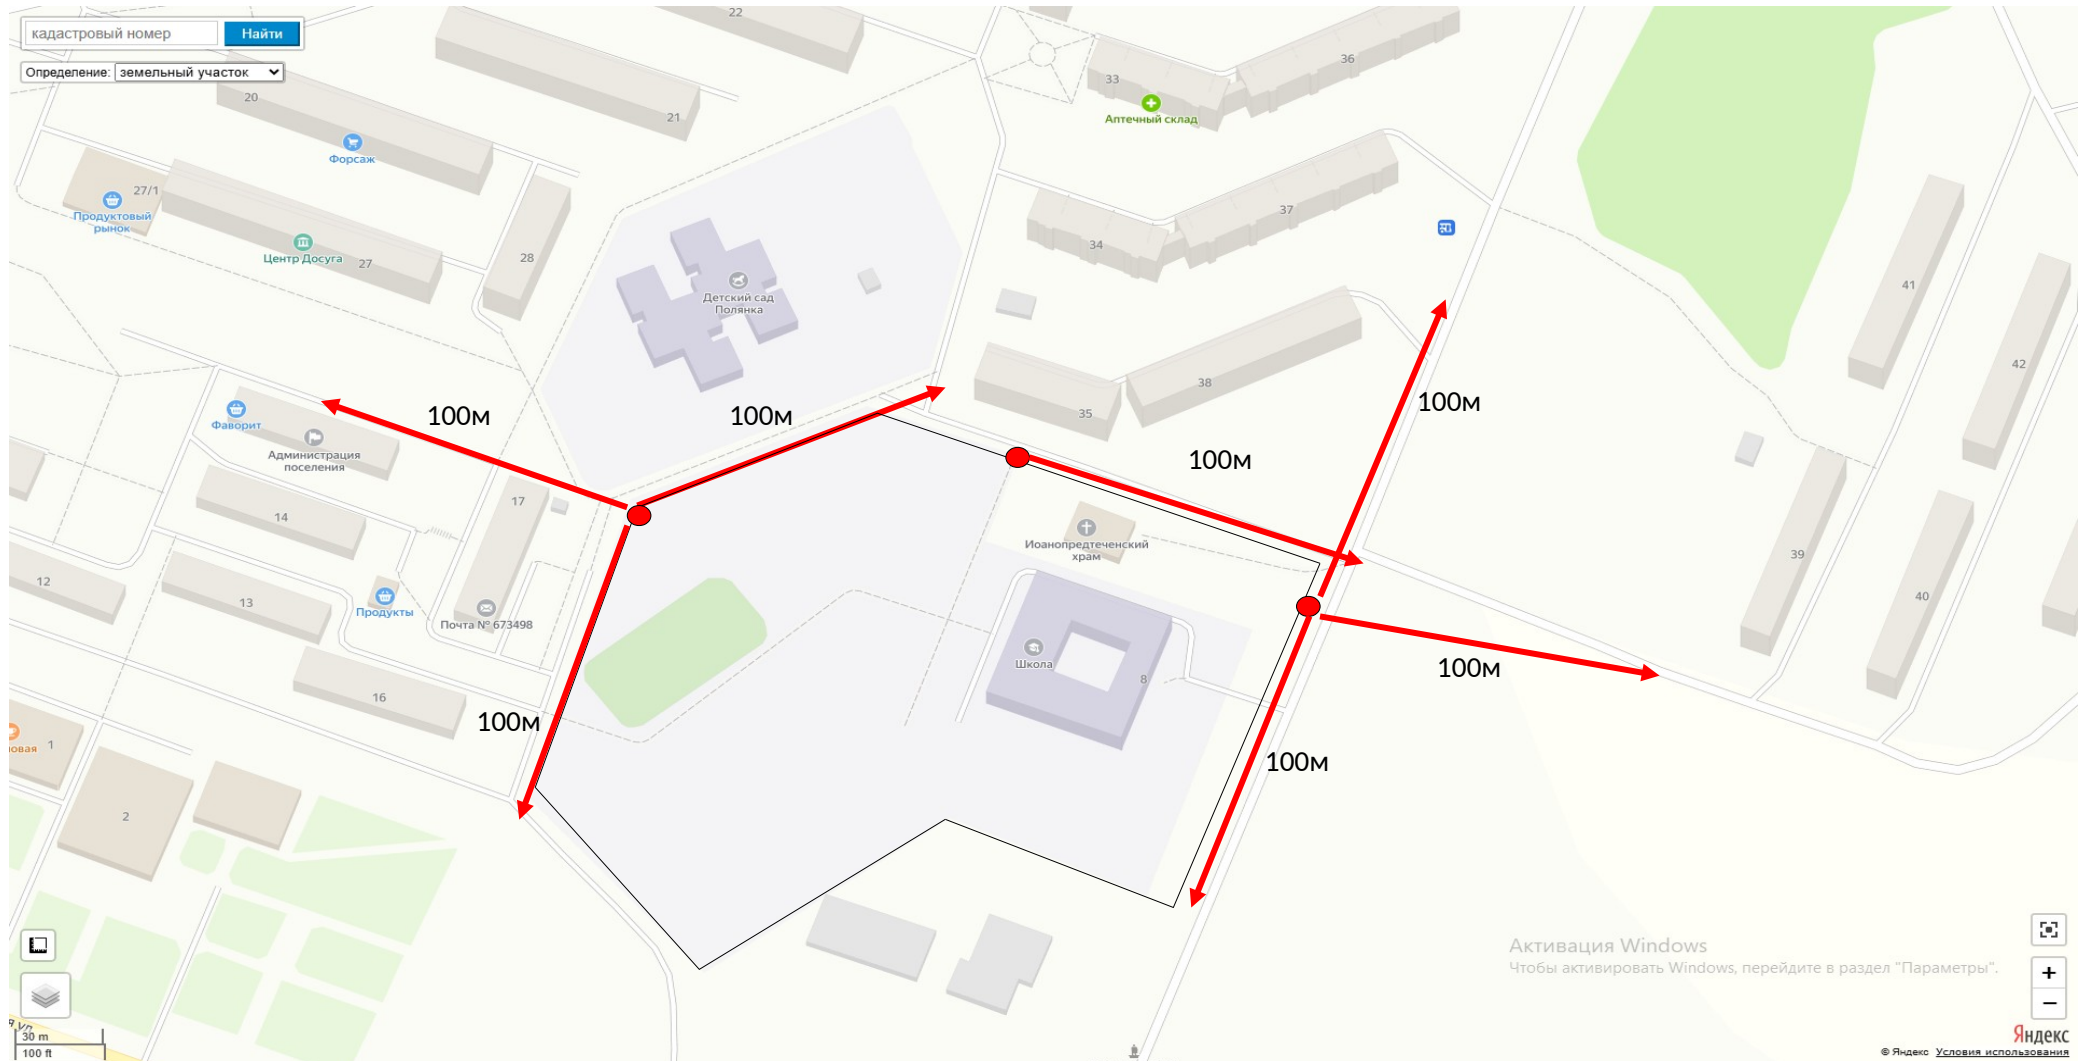 кадастровый номер
Найти
Определение: земельный участок
22
36
33
20
21
Аптечный склад
Форсаж
27/1
Продуктовый
рынок
37
34
Центр Досуга
27
28
41
Детский сад
Полянка
42
38
35
100м
100м
100м
Фаворит
Администрация
поселения
100м
17
14
Иоанопредтеченский
храм
39
12
13
Продукты
Почта № 673498
40
Школа
8
100м
16
100м
1
100м
2
Активация Windows
Чтобы активировать Windows, перейдите в раздел "Параметры".
+
−
30 m
100 ft
Яндекс
© Яндекс Условия использования